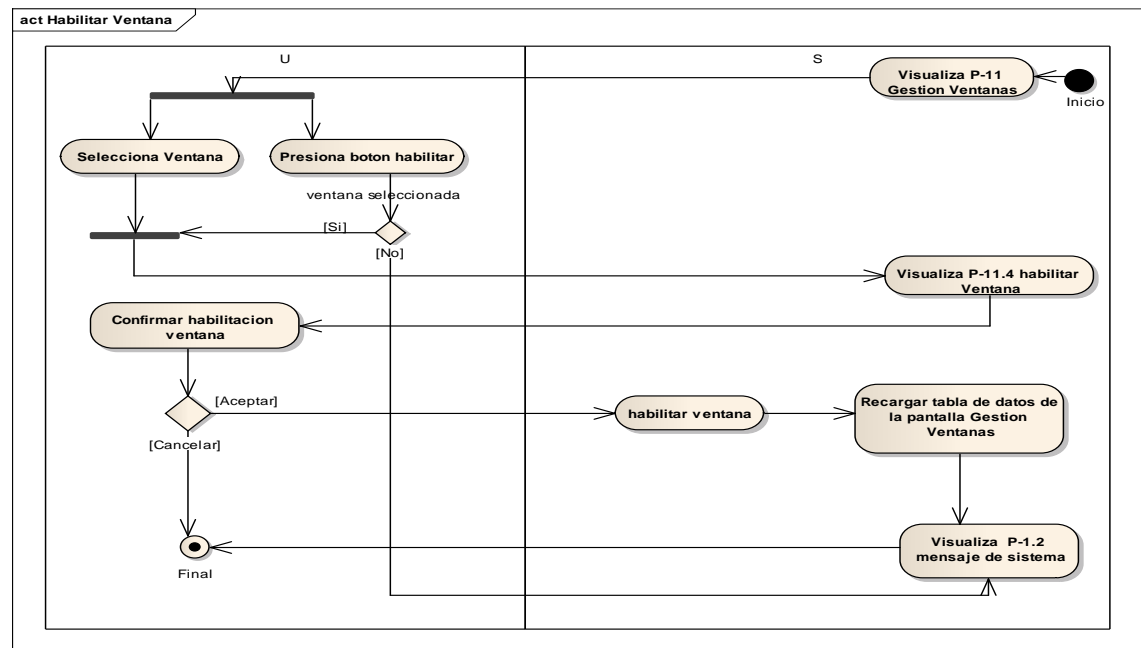 act Habilitar Ventana
U
S
Visualiza P-11
Gestion Ventanas
Inicio
Selecciona Ventana
Presiona boton habilitar
ventana seleccionada
[Si]
[No]
Visualiza P-11.4 habilitar
Ventana
Confirmar habilitacion
ventana
[Aceptar]
[Cancelar]
habilitar ventana
Recargar tabla de datos de
la pantalla Gestion
Ventanas
Visualiza P-1.2
mensaje de sistema
Final